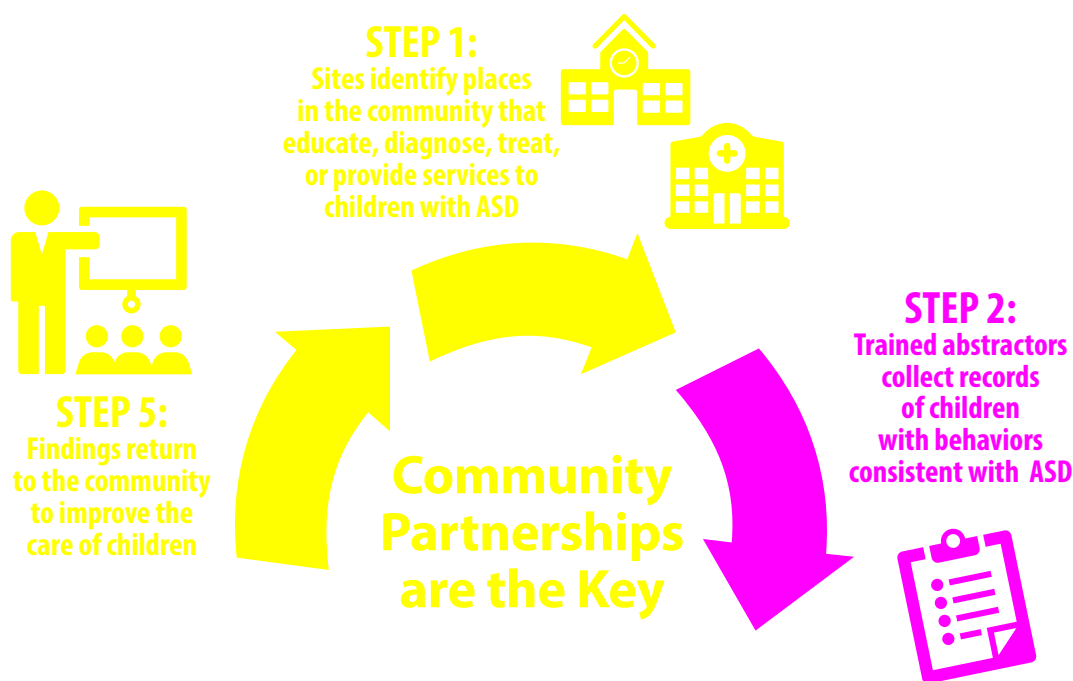 STEP 1:
Sites identify places
in the community that
educate, diagnose, treat,
or provide services to
children with ASD
STEP 2:
Trained abstractors
collect records
of children
with behaviors
consistent with ASD
STEP 5:
Findings return
to the community
to improve the
care of children
Community
Partnerships
are the Key